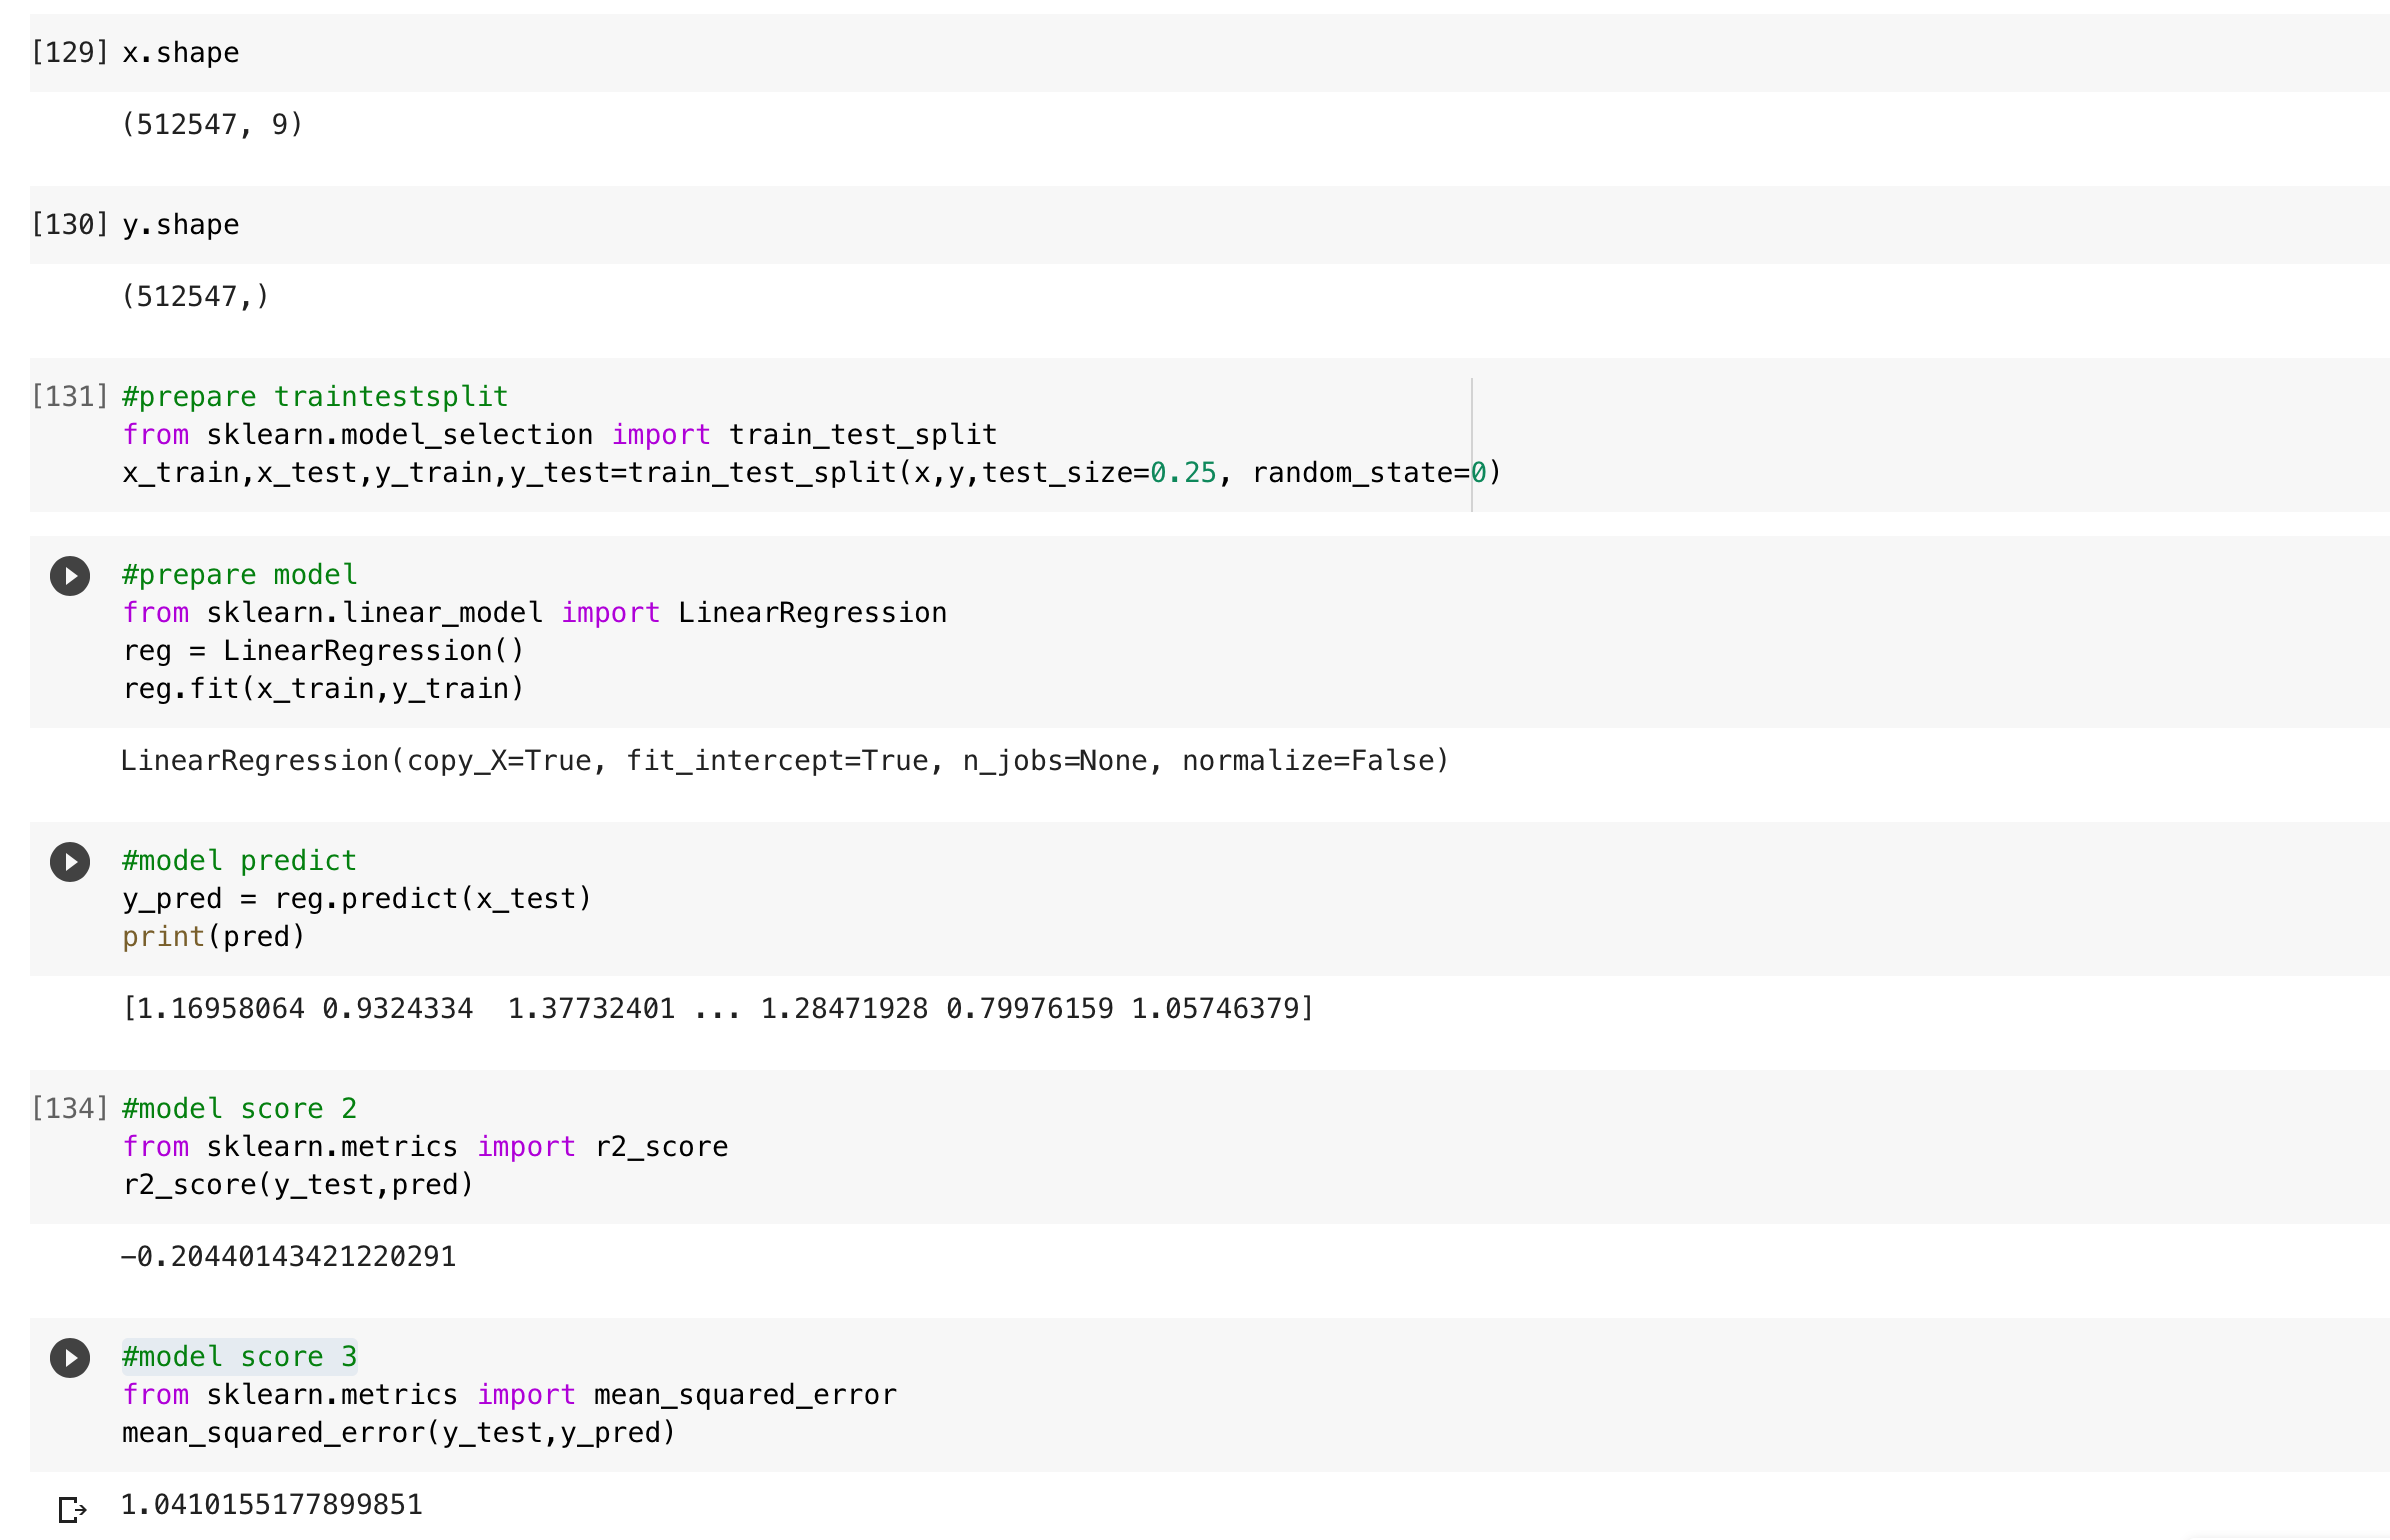 [129] x.shape
(512547, 9)
[130] y.shape
(512547,)
[131] #prepare traintestsplit
from sklearn.model_selection import train_test_split
x_train,x_test,y_train,y_test=train_test_split(x,y,test_size=0.25, random_state=0)
#prepare model
from sklearn.linear_model import LinearRegression
reg = LinearRegression()
reg.fit(x_train,y_train)
LinearRegression(copy_X=True, fit_intercept=True, n_jobs=None, normalize=False)
#model predict
y_pred = reg.predict(x_test)
print(pred)
[1.16958064 0.9324334  1.37732401 ... 1.28471928 0.79976159 1.05746379]
[134] #model score 2
from sklearn.metrics import r2_score
r2_score(y_test,pred)
-0.20440143421220291
#model score 3
from sklearn.metrics import mean_squared_error
mean_squared_error(y_test,y_pred)
1.0410155177899851